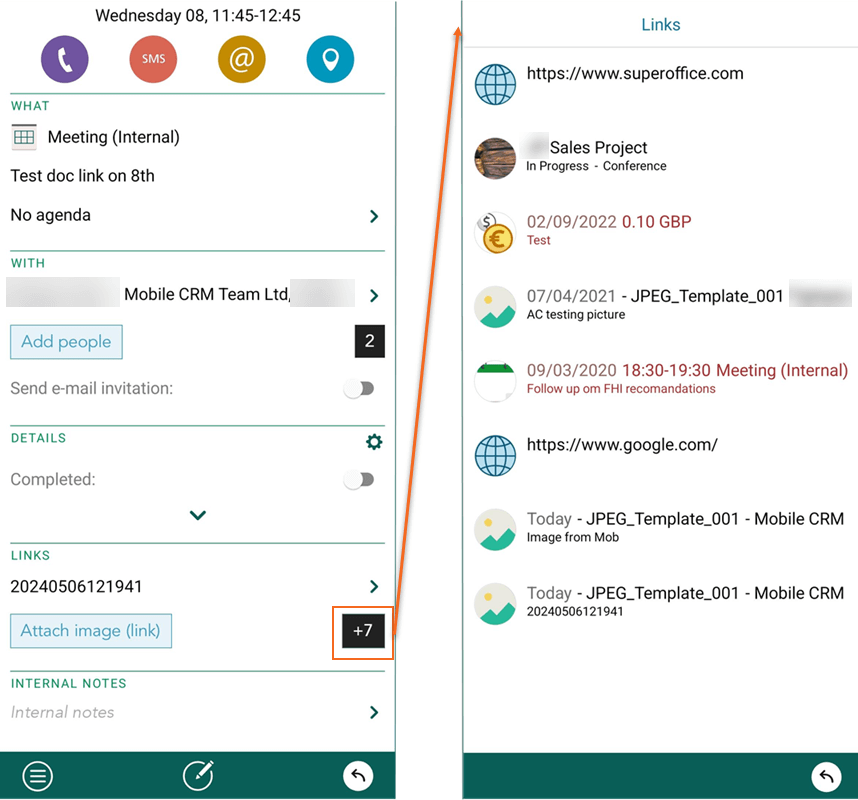 Wednesday 08, 11:45-12:45
SMS
@
WHAT
Meeting (Internal)
Test doc link on 8th
No agenda
WITH
Mobile CRM Team Ltd,
Add people
2
Send e-mail invitation:
DETAILS
Completed:
LINKS
20240506121941
Attach image (link)
+7
INTERNAL NOTES
Internal notes
Links
https://www.superoffice.com
Sales Project
In Progress - Conference
$
€
02/09/2022 0.10 GBP
Test
07/04/2021 - JPEG_Template_001
AC testing picture
09/03/2020 18:30-19:30 Meeting (Internal)
Follow up om FHI recomandations
https://www.google.com/
Today - JPEG_Template_001 - Mobile CRM
Image from Mob
Today - JPEG_Template_001 - Mobile CRM
20240506121941